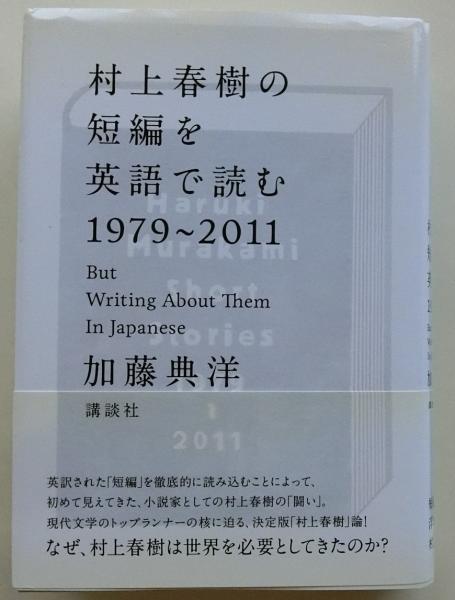 村上春樹の
短編を
英語で読む
1979~2011
But
Writing About Them
In Japanese
加藤典洋
講談社
Haruki
Murakami
Short
Stories
2011
英訳された「短編」を徹底的に読み込むことによって、
初めて見えてきた、小説家としての村上春樹の「闘い」。
現代文学のトップランナーの核に迫る、決定版「村上春樹」論!
なぜ、村上春樹は世界を必要としてきたのか?